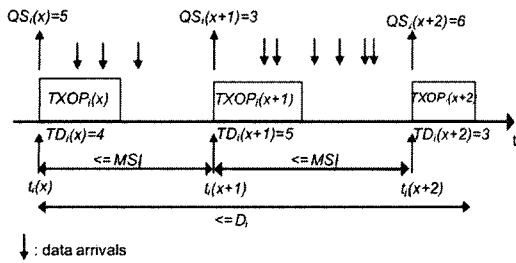 QSᵢ(x)=5 QSᵢ(x+1)=3 QSᵢ(x+2)=6
TXOPᵢ(x) TXOPᵢ(x+1) TXOPᵢ(x+2)
TDᵢ(x)=4 TDᵢ(x+1)=5 TDᵢ(x+2)=3 t
<=MSI <=MSI
tᵢ(x) tᵢ(x+1) tᵢ(x+2)
<=Dᵢ
: data arrivals